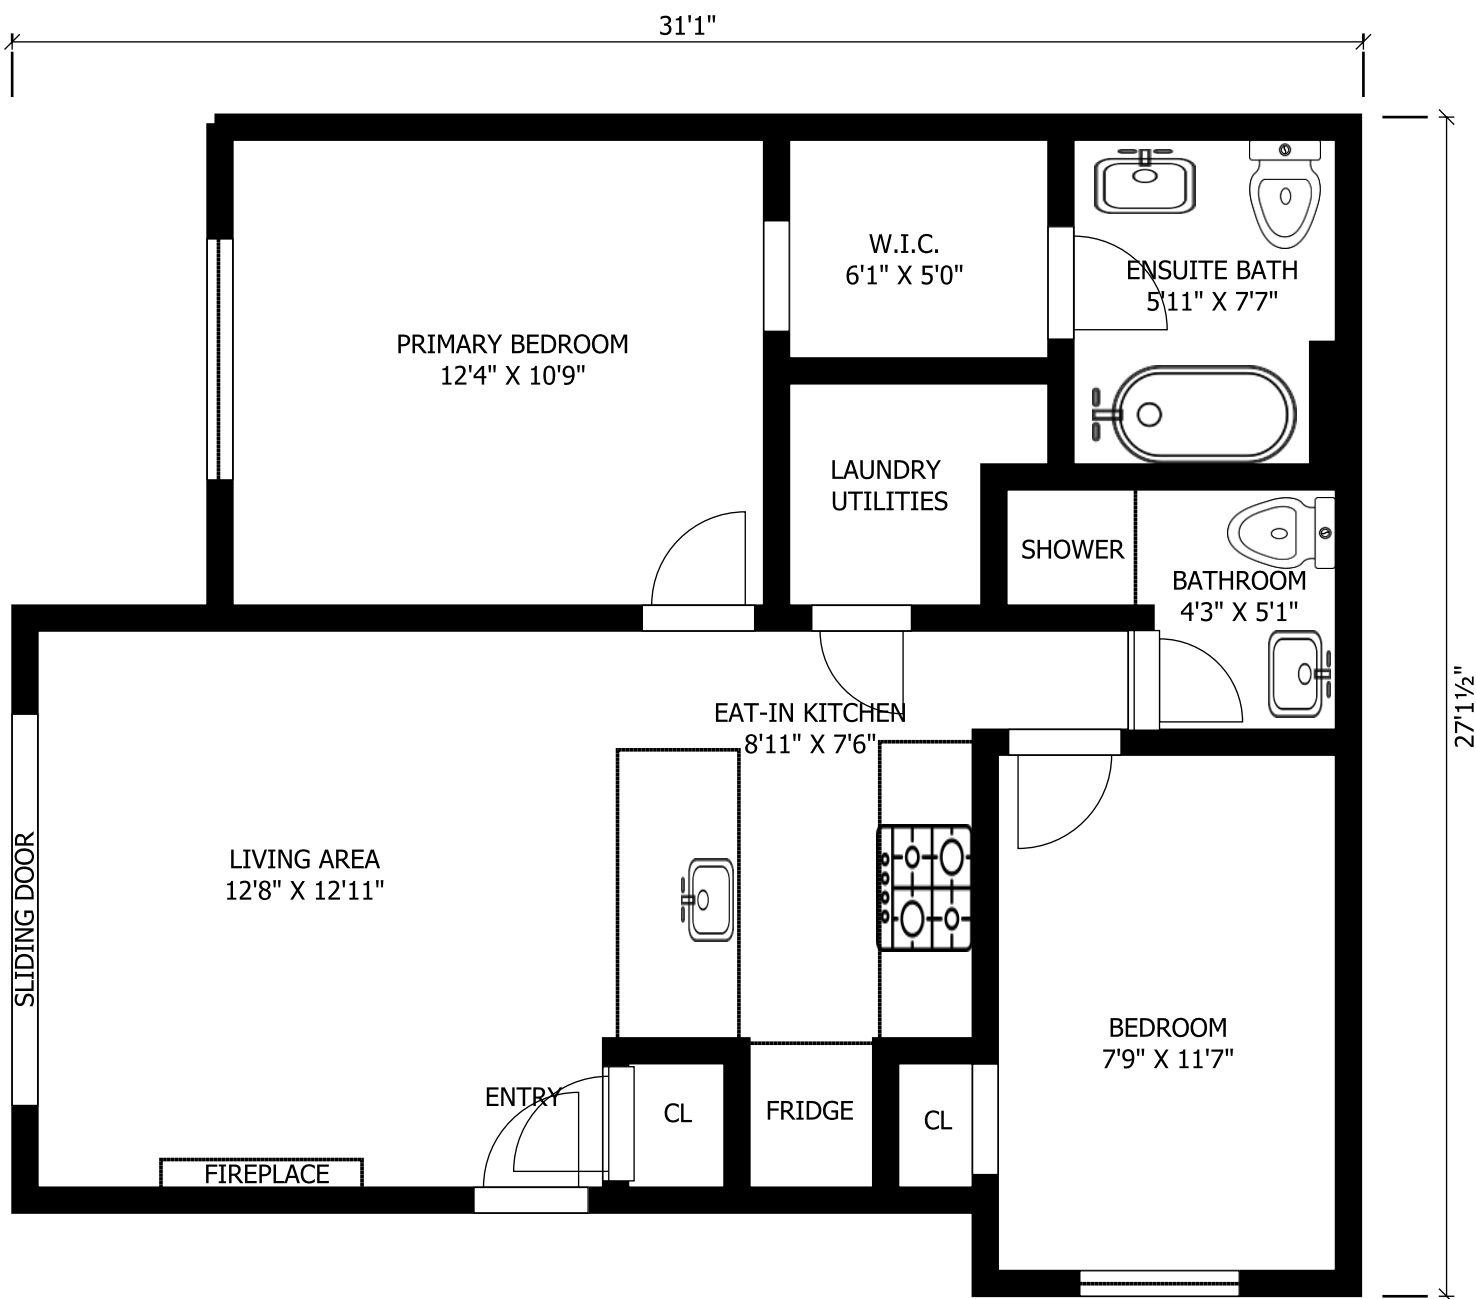 31'1"
W.I.C.
6'1" X 5'0"
ENSUITE BATH
5'11" X 7'7"
PRIMARY BEDROOM
12'4" X 10'9"
LAUNDRY
UTILITIES
SHOWER
BATHROOM
4'3" X 5'1"
EAT-IN KITCHEN
8'11" X 7'6"
27'1½"
LIVING AREA
12'8" X 12'11"
SLIDING DOOR
BEDROOM
7'9" X 11'7"
ENTRY
CL
FRIDGE
CL
FIREPLACE